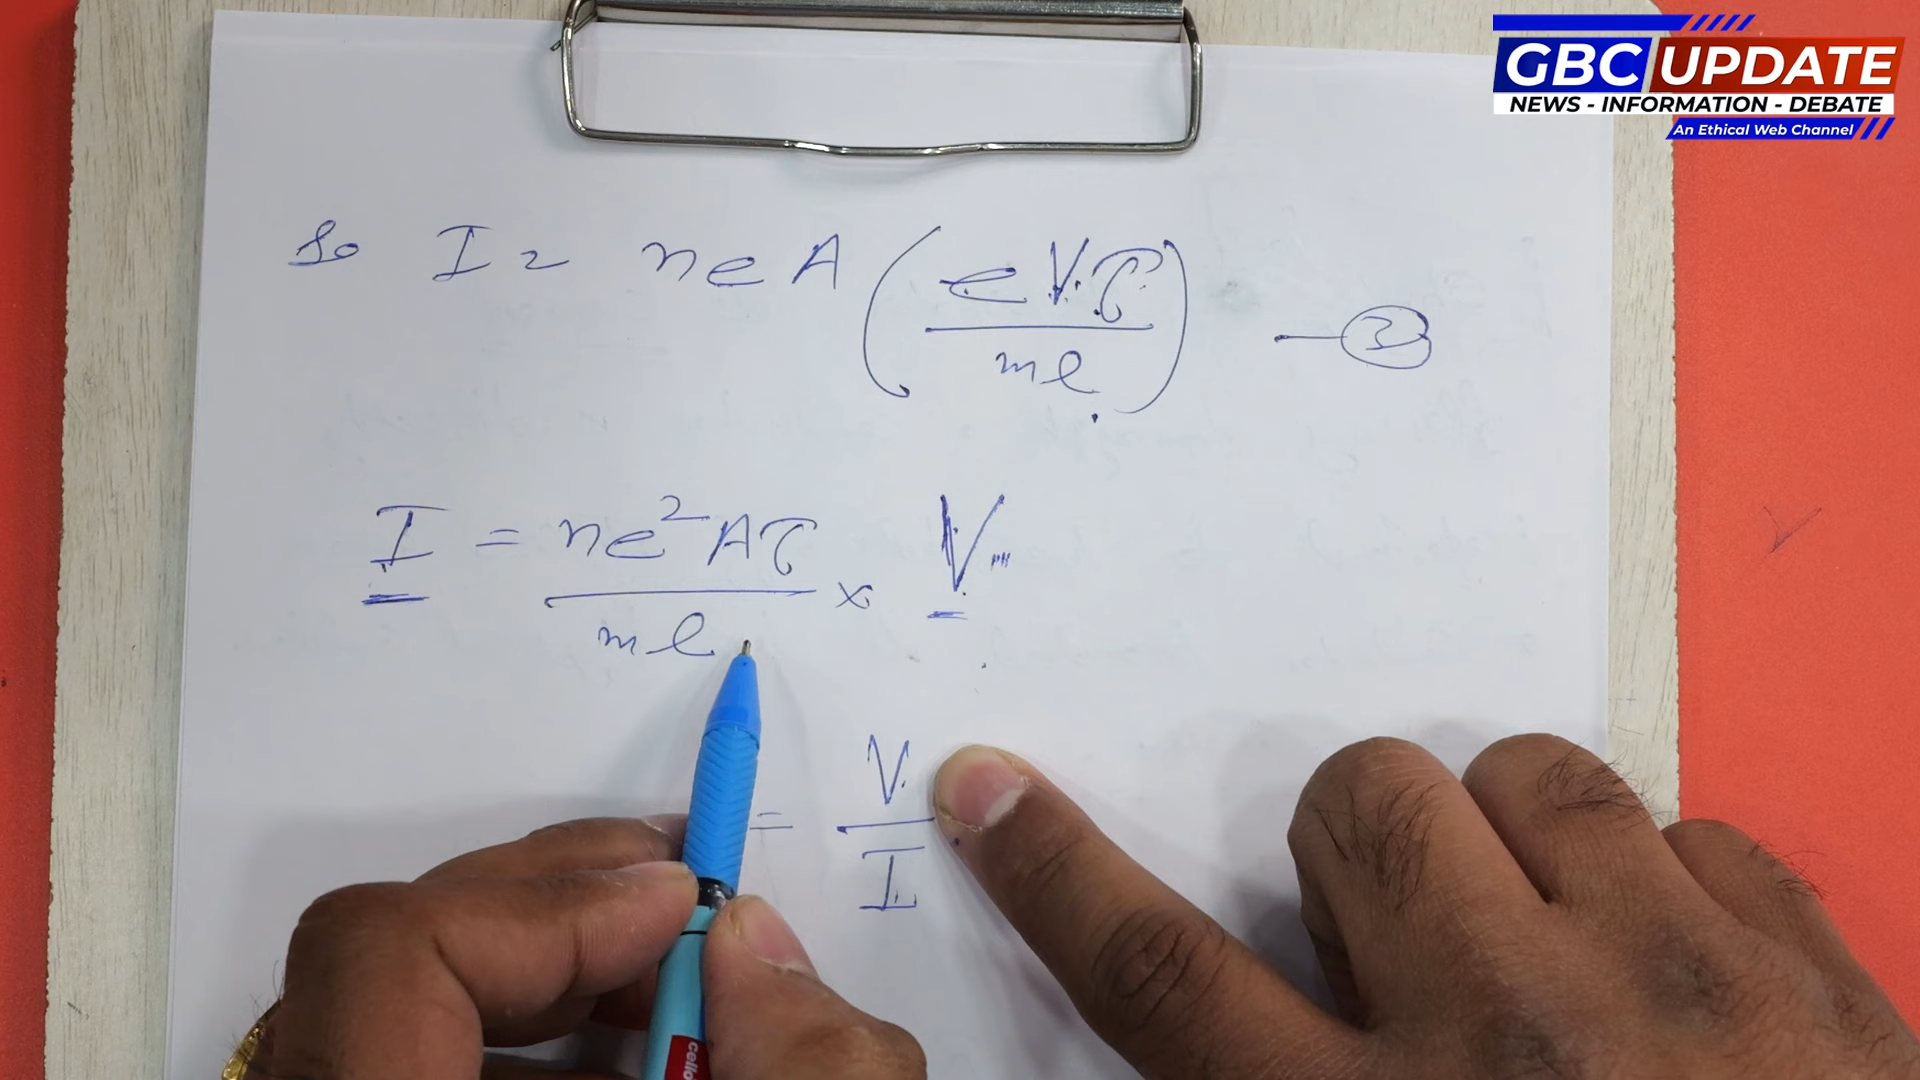 GBC UPDATE
NEWS - INFORMATION - DEBATE
An Ethical Web Channel
So I = neA (eVτ / ml) — ③
I = ne²Aτ / ml × V
= V / I
cello